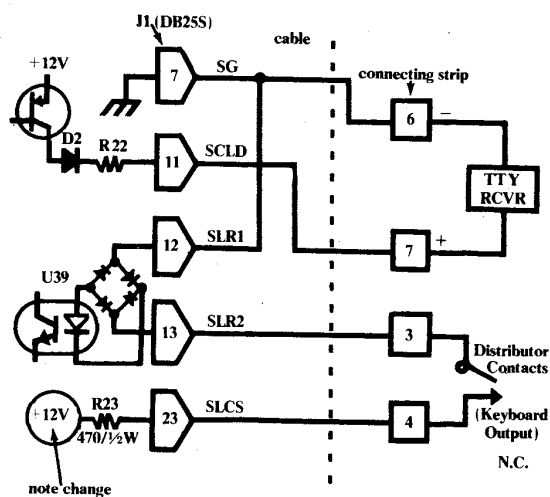 J1 (DB25S)
cable
+12V
7
SG
connecting strip
6
−
D2
R22
11
SCLD
TTY
RCVR
7
+
12
SLR1
U39
13
SLR2
3
Distributor
Contacts
+12V
R23
470/½W
23
SLCS
4
(Keyboard
Output)
N.C.
note change